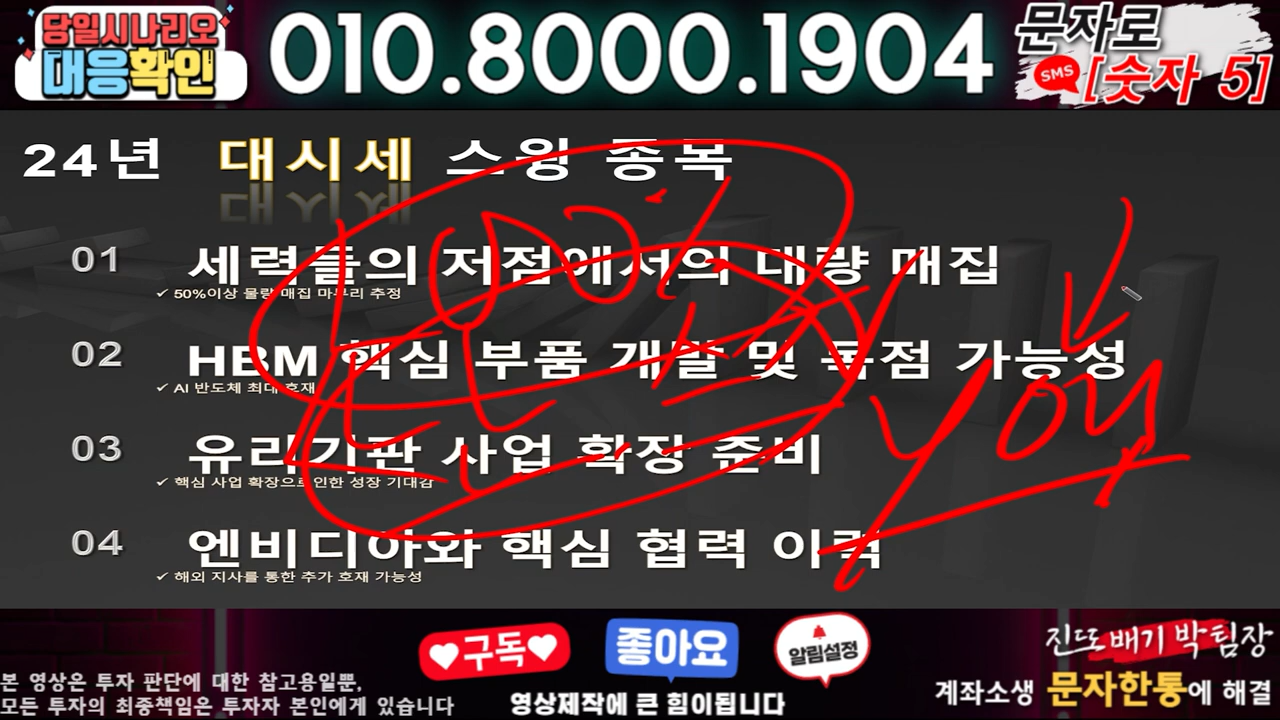 당일시나리오
대응확인
010.8000.1904
문자로
SMS
[숫자 5]
24년 대시세 스윙 종목
01 세력들의 저점에서의 대량 매집
✓ 50%이상 물량 매집 마무리 추정
02 HBM 핵심 부품 개발 및 독점 가능성
✓ AI 반도체 최대 호재
03 유리기판 사업 확장 준비
✓ 핵심 사업 확장으로인한 성장 기대감
04 엔비디아와 핵심 협력 이력
✓ 해외 지사를 통한 추가 호재 가능성
구독
좋아요
알림설정
영상제작에 큰 힘이됩니다
본 영상은 투자 판단에 대한 참고용일뿐,
모든 투자의 최종책임은 투자자 본인에게 있습니다
진또배기 박팀장
계좌소생 문자한통에 해결